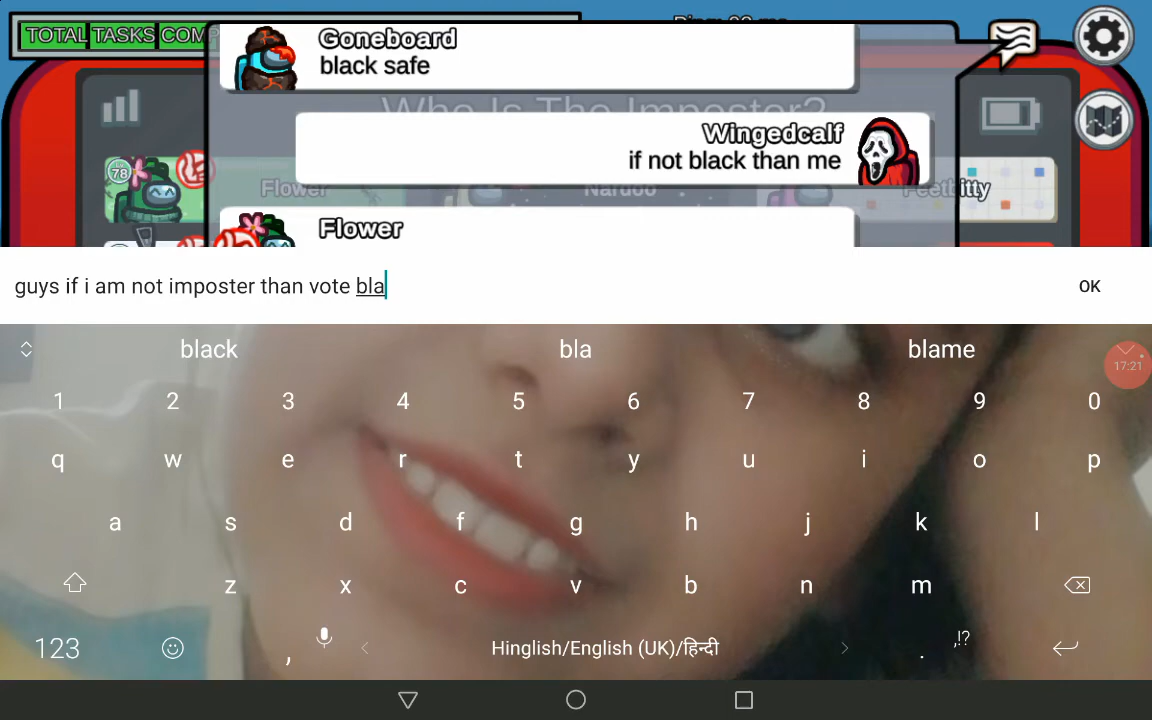 TOTAL TASKS COMP
Goneboard
black safe
Who Is The Imposter?
Wingedcalf
if not black than me
78
Flower
Nardoo
Feetbitty
Flower
guys if i am not imposter than vote bla
OK
black
bla
blame
17:21
1 2 3 4 5 6 7 8 9 0
q w e r t y u i o p
a s d f g h j k l
z x c v b n m
123
,
Hinglish/English (UK)/हिन्दी
.
,!?